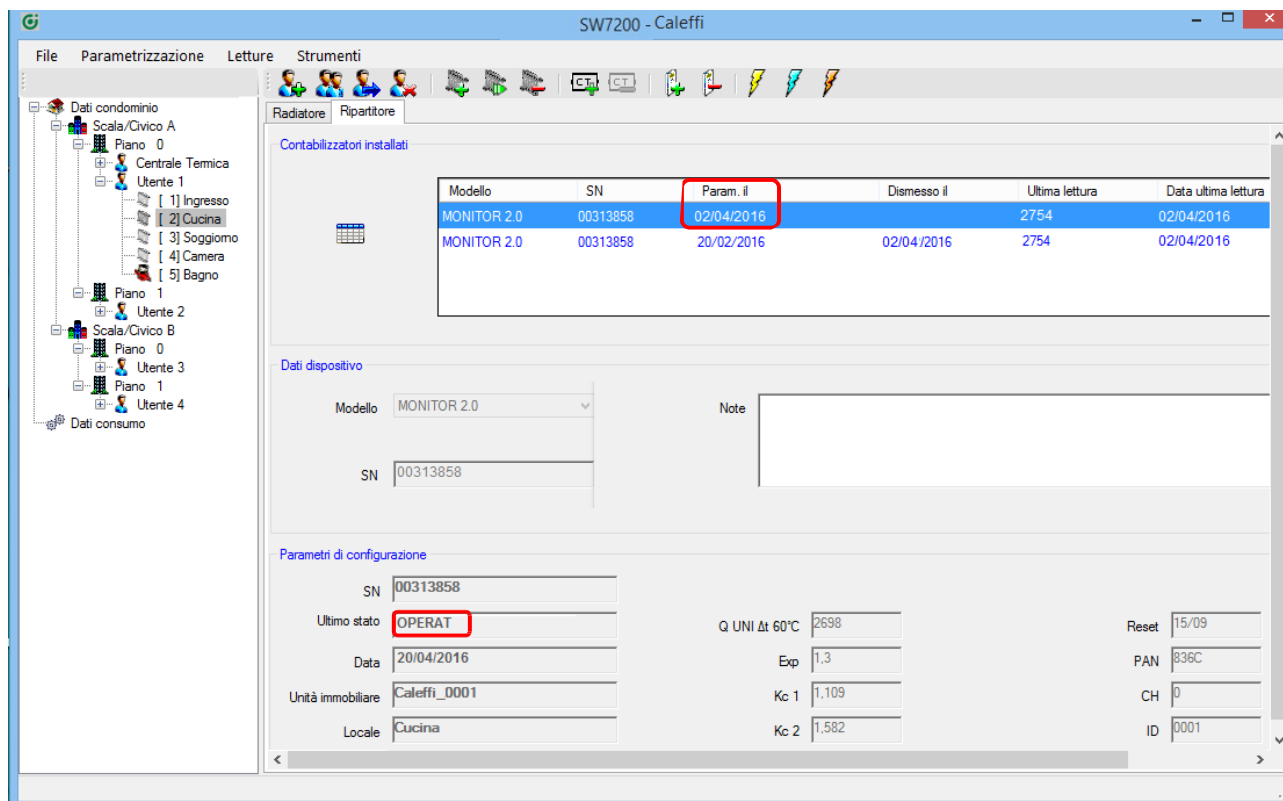 SW7200 - Caleffi
File Parametrizzazione Letture Strumenti
Dati condominio
Scala/Civico A
Piano 0
Centrale Termica
Utente 1
[ 1] Ingresso
[ 2] Cucina
[ 3] Soggiorno
[ 4] Camera
[ 5] Bagno
Piano 1
Utente 2
Scala/Civico B
Piano 0
Utente 3
Piano 1
Utente 4
Dati consumo
Radiatore Ripartitore
Contabilizzatori installati
Modello SN Param. il Dismesso il Ultima lettura Data ultima lettura
MONITOR 2.0 00313858 02/04/2016 2754 02/04/2016
MONITOR 2.0 00313858 20/02/2016 02/04/2016 2754 02/04/2016
Dati dispositivo
Modello MONITOR 2.0 Note
SN 00313858
Parametri di configurazione
SN 00313858
Ultimo stato OPERAT Q UNI Δt 60°C 2698 Reset 15/09
Data 20/04/2016 Exp 1,3 PAN 836C
Unità immobiliare Caleffi_0001 Kc 1 1,109 CH 0
Locale Cucina Kc 2 1,582 ID 0001